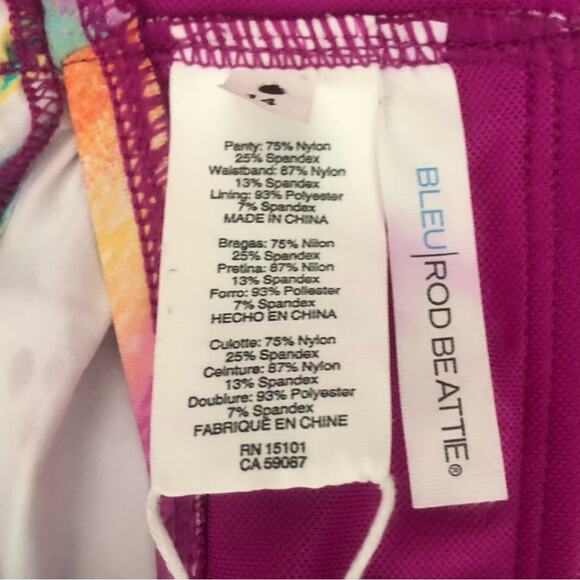 Panty: 75% Nylon
25% Spandex
Waistband: 87% Nylon
13% Spandex
Lining: 93% Polyester
7% Spandex
MADE IN CHINA
Bragas: 75% Nilon
25% Spandex
Pretina: 87% Nilon
13% Spandex
Forro: 93% Poliester
7% Spandex
HECHO EN CHINA
Culotte: 75% Nylon
25% Spandex
Ceinture: 87% Nylon
13% Spandex
Doublure: 93% Polyester
7% Spandex
FABRIQUÉ EN CHINE
RN 15101
CA 59087
BLEU|ROD BEATTIE®